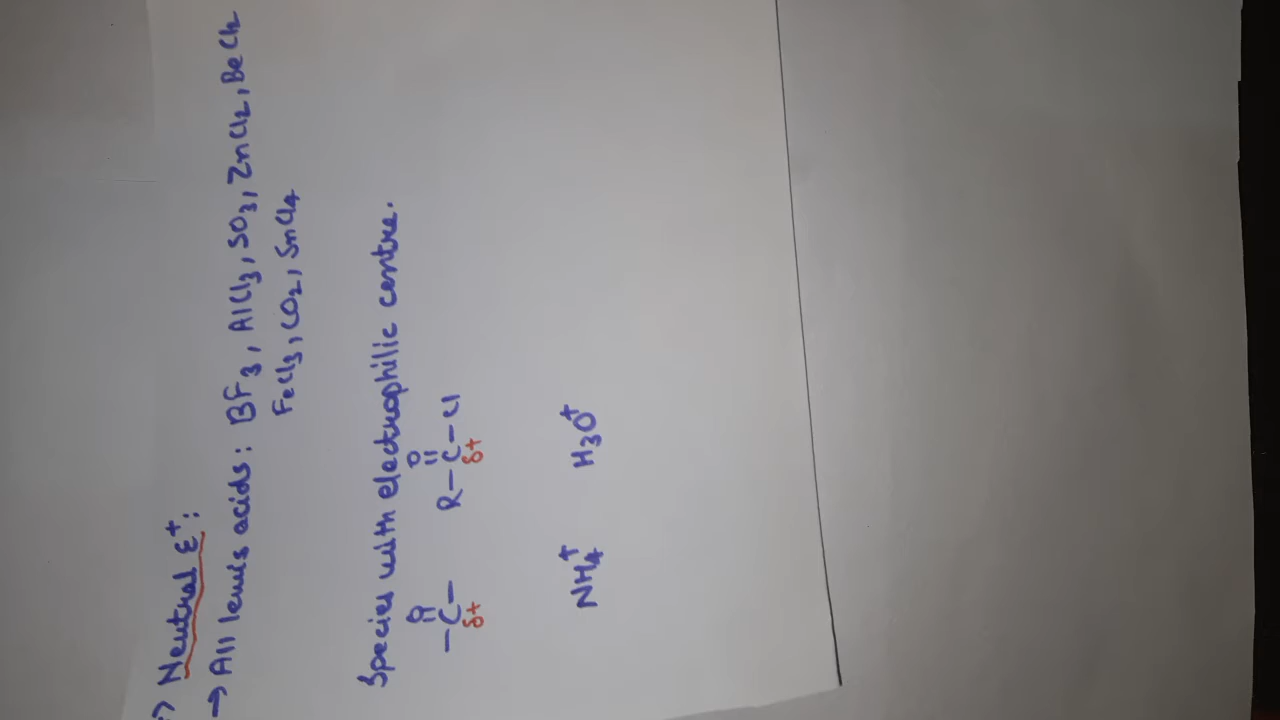 Neutral E⁺:
→ All lewis acids: BF₃, AlCl₃, SO₃, ZnCl₂, BeCl₂
FeCl₃, CO₂, SnCl₄
Species with electrophilic centre.
O O
|| ||
–C– R–C–Cl
δ+ δ+
NH₄⁺ H₃O⁺